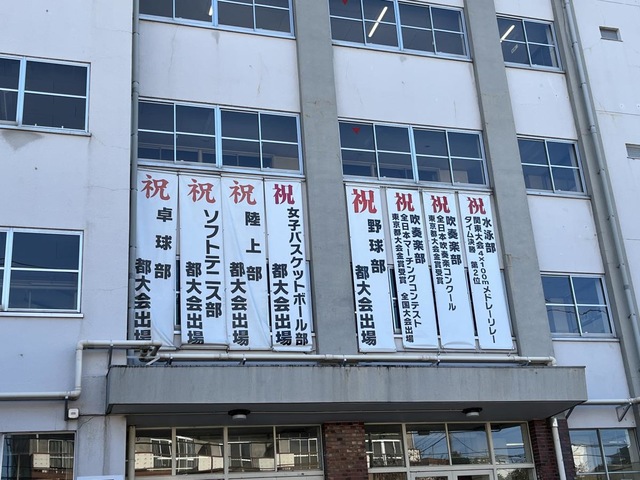 祝
水泳部
関東大会4×100mメドレーリレー
タイム決勝 第2位
祝
吹奏楽部
全日本吹奏楽コンクール
東京都大会金賞受賞
祝
吹奏楽部
全日本マーチングコンテスト
東京都大会金賞受賞 全国大会出場
祝
野球部 都大会出場
祝
女子バスケットボール部
都大会出場
祝
陸上部 都大会出場
祝
ソフトテニス部
都大会出場
祝
卓球部 都大会出場